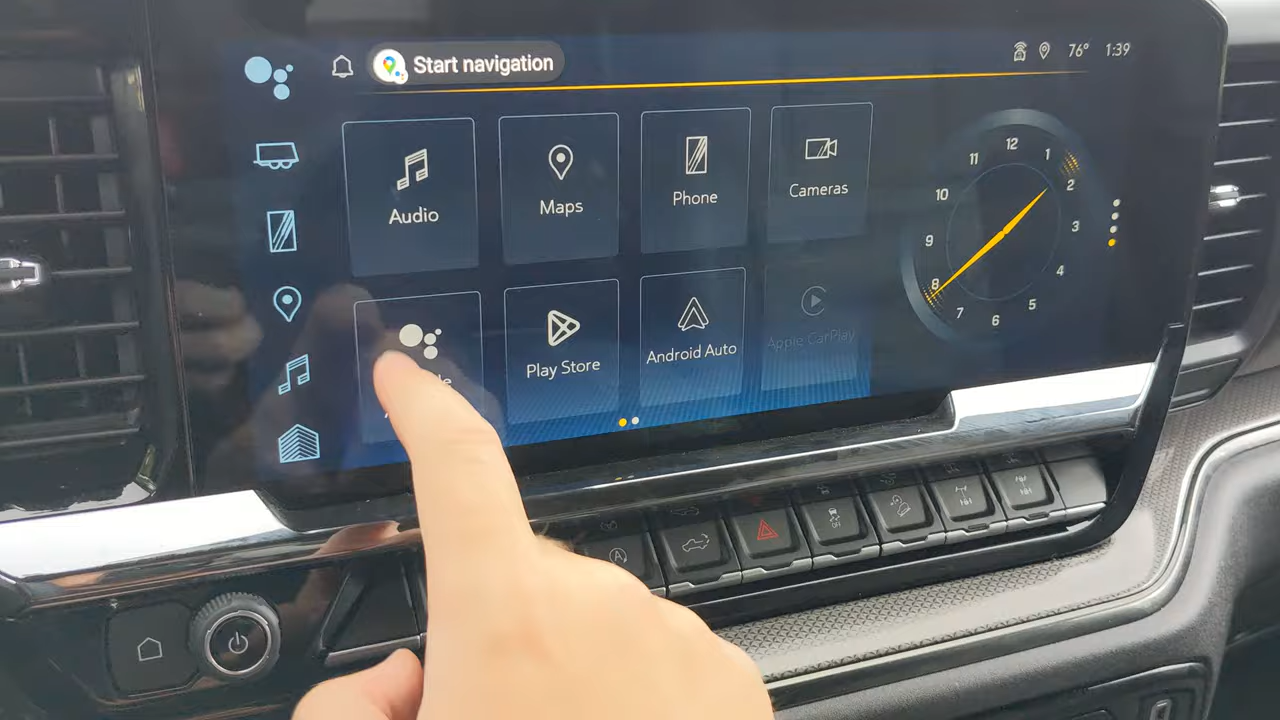 Start navigation
76° 1:39
Audio
Maps
Phone
Cameras
Play Store
Android Auto
Apple CarPlay
12
1
2
3
4
5
6
7
8
9
10
11
A
OFF